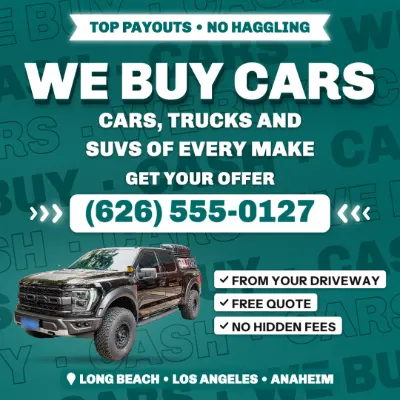 TOP PAYOUTS • NO HAGGLING
WE BUY CARS
CARS, TRUCKS AND
SUVS OF EVERY MAKE
GET YOUR OFFER
(626) 555-0127
FROM YOUR DRIVEWAY
FREE QUOTE
NO HIDDEN FEES
LONG BEACH • LOS ANGELES • ANAHEIM